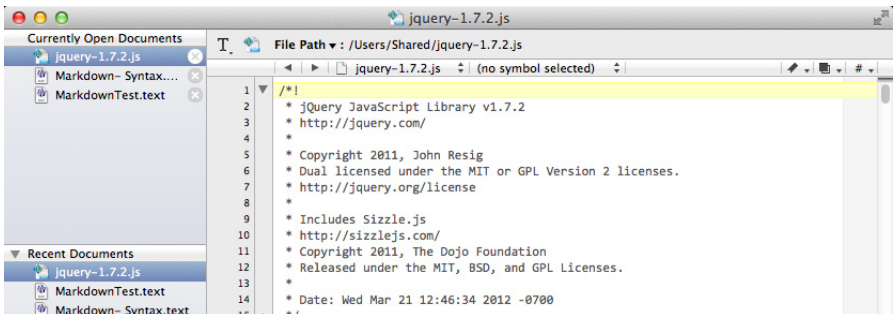 jquery-1.7.2.js
Currently Open Documents
jquery-1.7.2.js
Markdown- Syntax....
MarkdownTest.text
Recent Documents
jquery-1.7.2.js
MarkdownTest.text
Markdown- Syntax.text
T. File Path ▾ : /Users/Shared/jquery-1.7.2.js
jquery-1.7.2.js (no symbol selected) #
1 /*!
2 * jQuery JavaScript Library v1.7.2
3 * http://jquery.com/
4 *
5 * Copyright 2011, John Resig
6 * Dual licensed under the MIT or GPL Version 2 licenses.
7 * http://jquery.org/license
8 *
9 * Includes Sizzle.js
10 * http://sizzlejs.com/
11 * Copyright 2011, The Dojo Foundation
12 * Released under the MIT, BSD, and GPL Licenses.
13 *
14 * Date: Wed Mar 21 12:46:34 2012 -0700